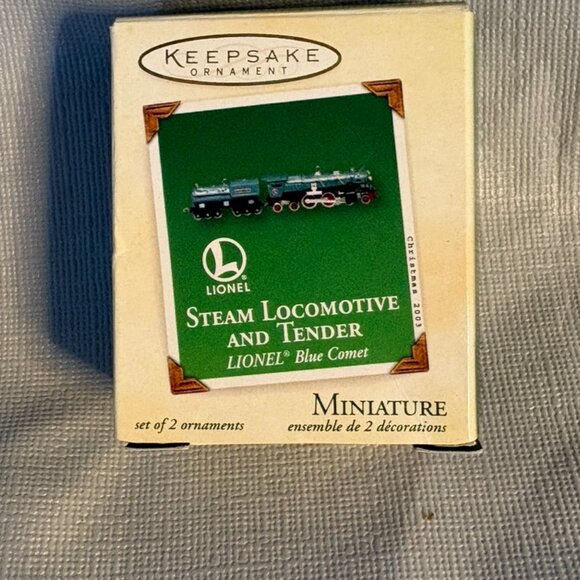 KEEPSAKE
ORNAMENT
L
LIONEL®
Christmas 2003
STEAM LOCOMOTIVE
AND TENDER
LIONEL® Blue Comet
MINIATURE
set of 2 ornaments
ensemble de 2 décorations